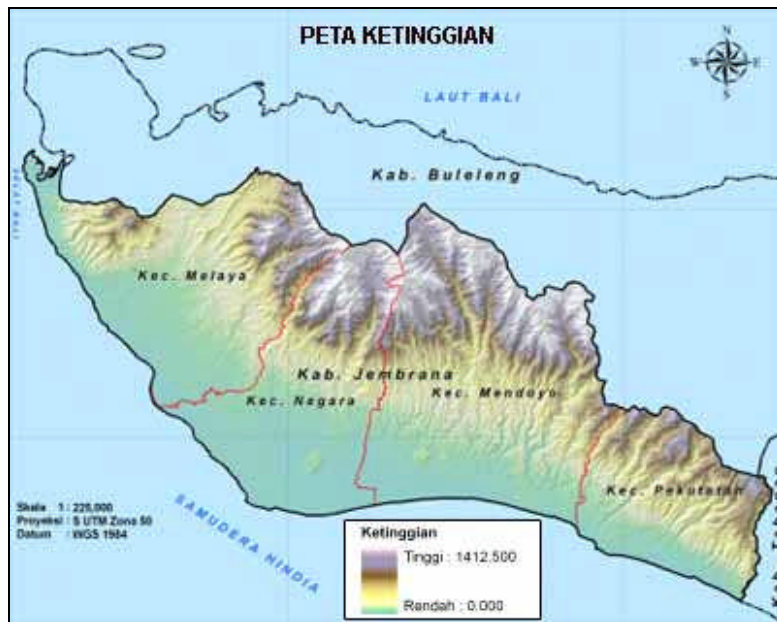 PETA KETINGGIAN
N
W E
S
LAUT BALI
Kab. Buleleng
Kec. Melaya
Kab. Jembrana
Kec. Negara
Kec. Mendoyo
Kec. Pekutatan
Skala 1 : 225,000
Proyeksi : S UTM Zona 50
Datum : WGS 1984
SAMUDERA HINDIA
Ketinggian
Tinggi : 1412.500
Rendah : 0.000